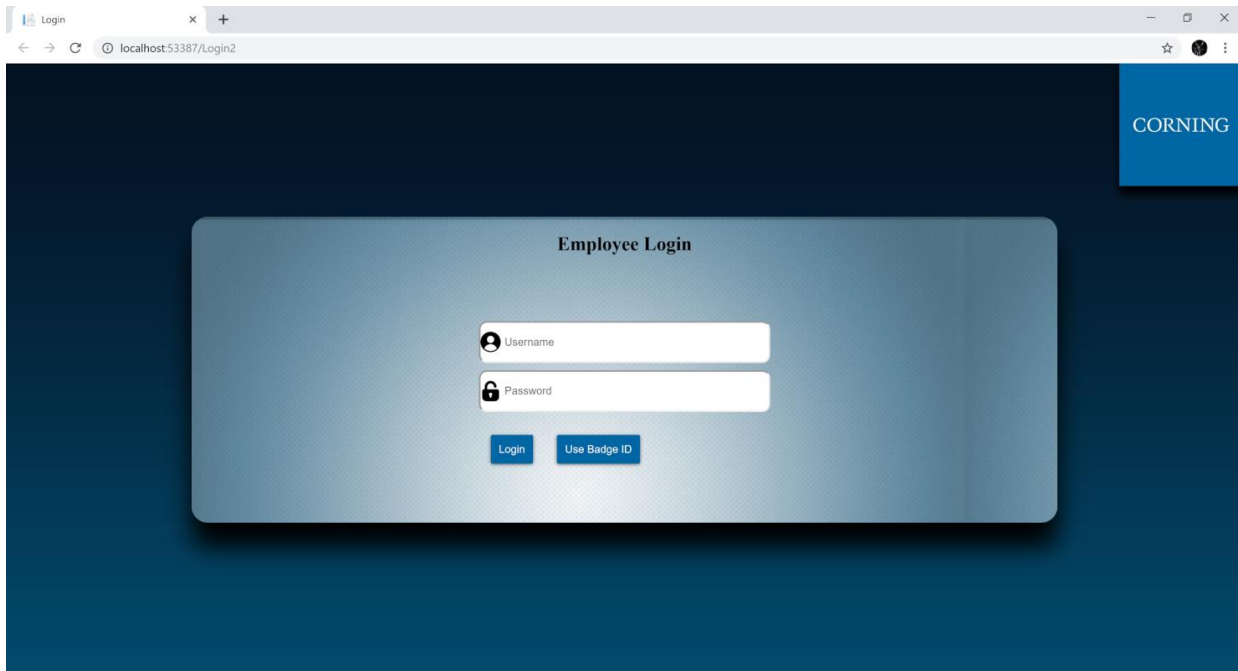 Login
localhost:53387/Login2
CORNING
Employee Login
Username
Password
Login Use Badge ID